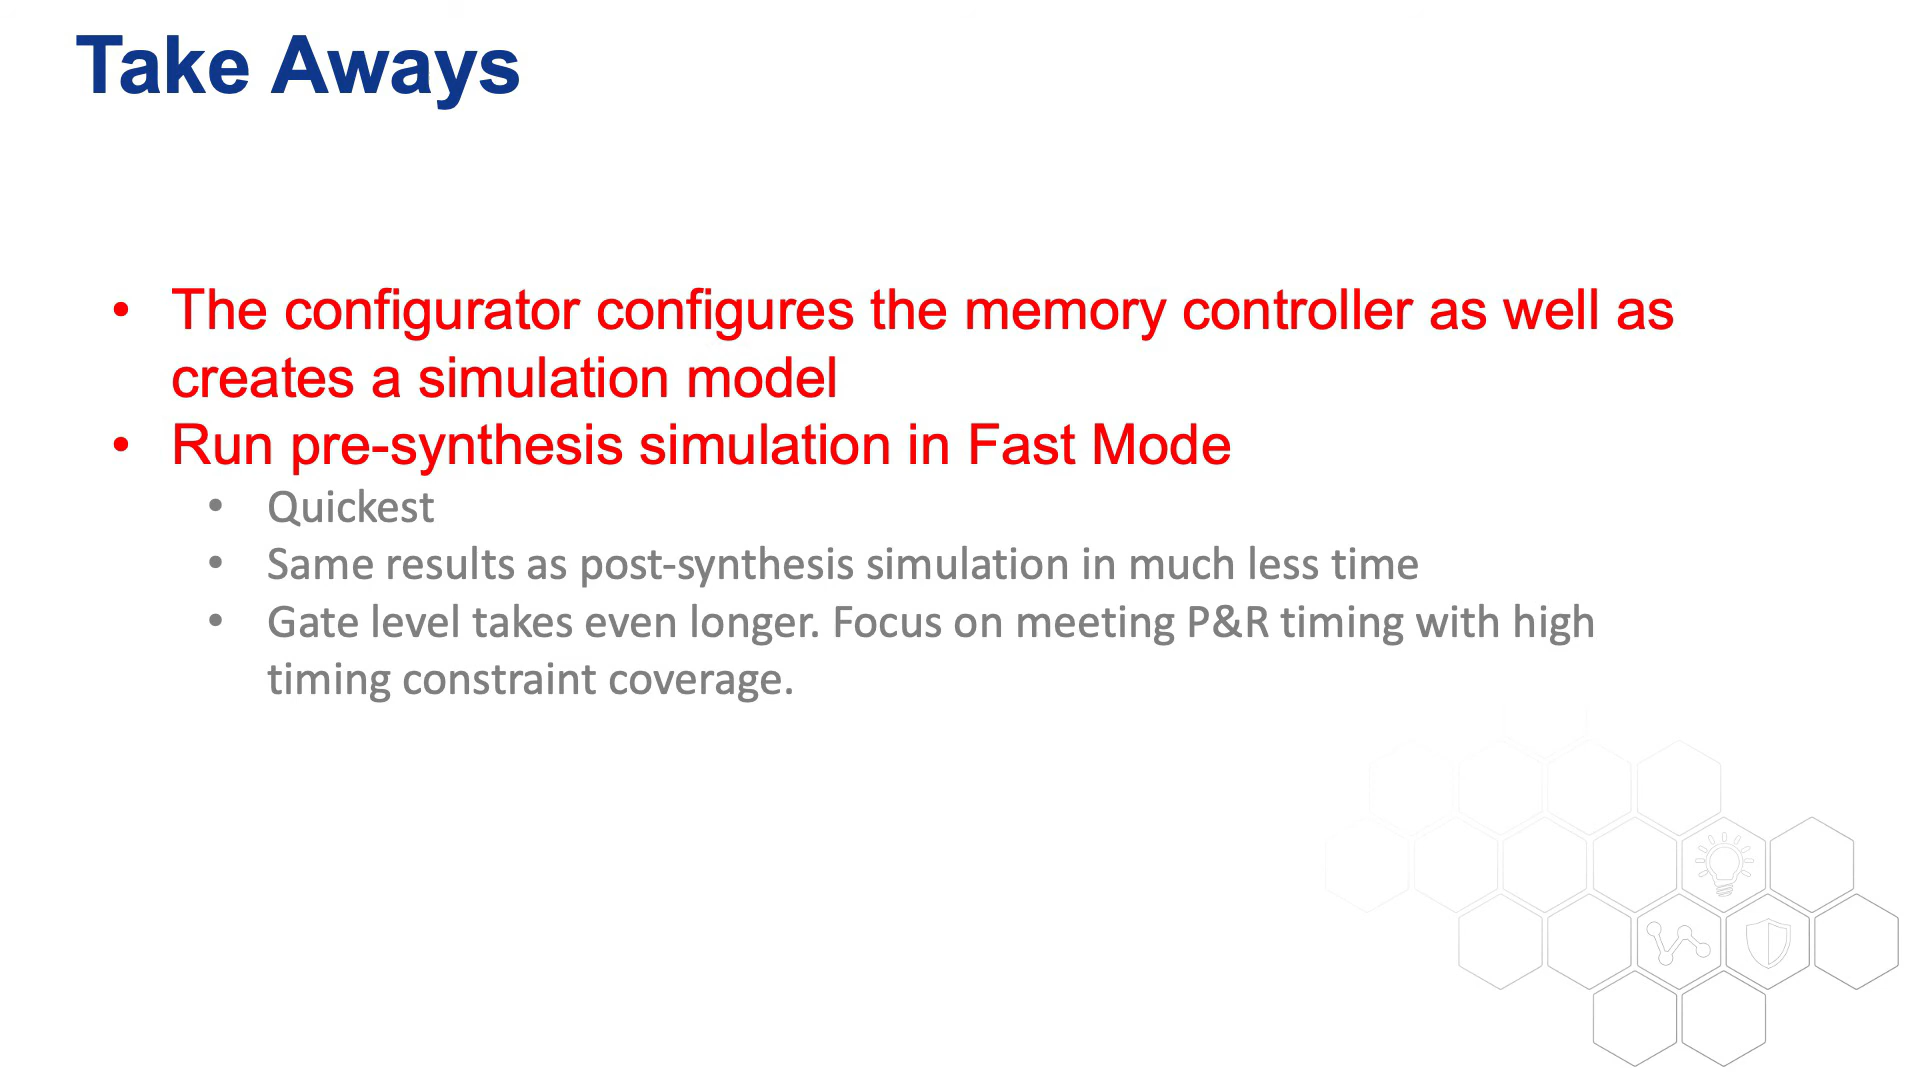 Take Aways
• The configurator configures the memory controller as well as
creates a simulation model
• Run pre-synthesis simulation in Fast Mode
• Quickest
• Same results as post-synthesis simulation in much less time
• Gate level takes even longer. Focus on meeting P&R timing with high
timing constraint coverage.